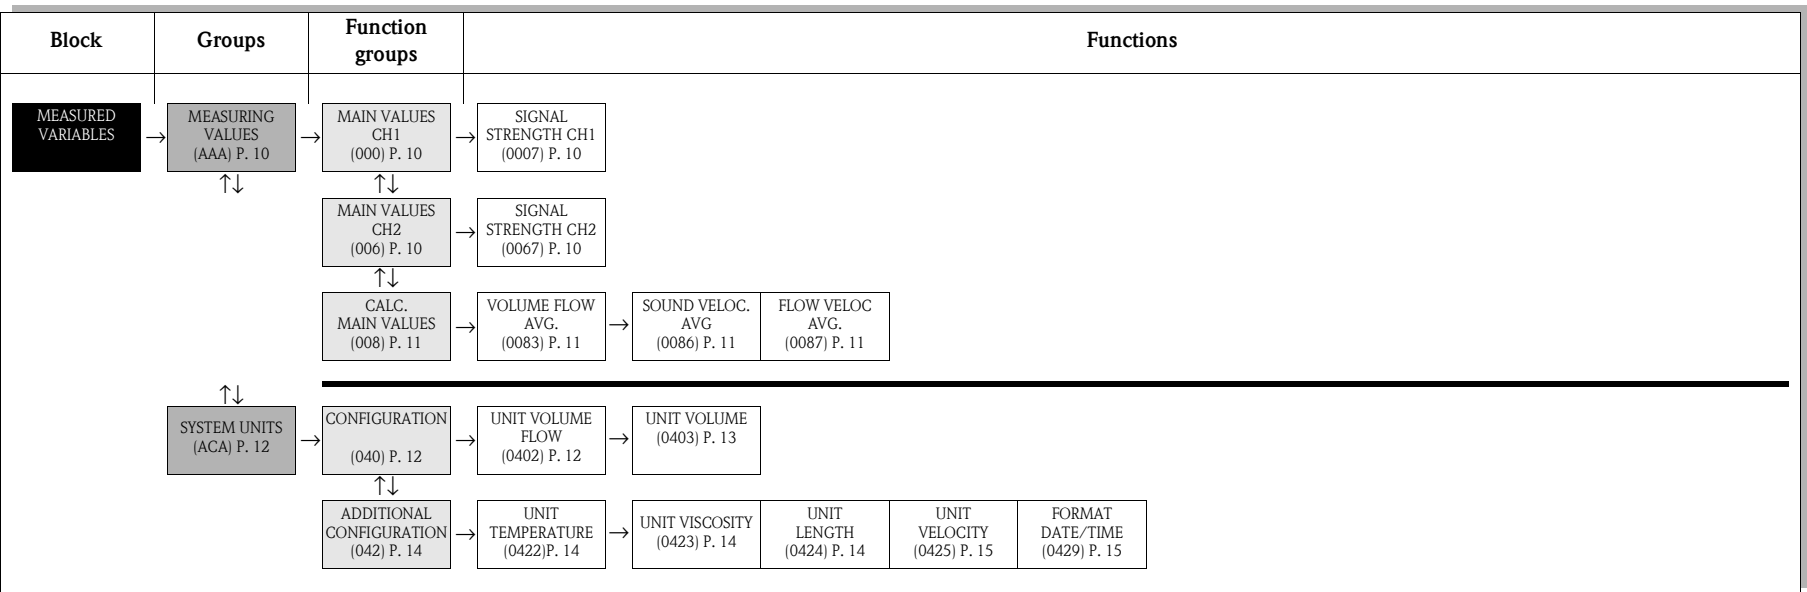 Block
Groups
Function
groups
Functions
MEASURED
VARIABLES
→
MEASURING
VALUES
(AAA) P. 10
→
MAIN VALUES
CH1
(000) P. 10
→
SIGNAL
STRENGTH CH1
(0007) P. 10
↑↓
↑↓
MAIN VALUES
CH2
(006) P. 10
→
SIGNAL
STRENGTH CH2
(0067) P. 10
↑↓
CALC.
MAIN VALUES
(008) P. 11
→
VOLUME FLOW
AVG.
(0083) P. 11
→
SOUND VELOC.
AVG
(0086) P. 11
FLOW VELOC
AVG.
(0087) P. 11
↑↓
SYSTEM UNITS
(ACA) P. 12
→
CONFIGURATION
(040) P. 12
→
UNIT VOLUME
FLOW
(0402) P. 12
→
UNIT VOLUME
(0403) P. 13
↑↓
ADDITIONAL
CONFIGURATION
(042) P. 14
→
UNIT
TEMPERATURE
(0422)P. 14
→
UNIT VISCOSITY
(0423) P. 14
UNIT
LENGTH
(0424) P. 14
UNIT
VELOCITY
(0425) P. 15
FORMAT
DATE/TIME
(0429) P. 15